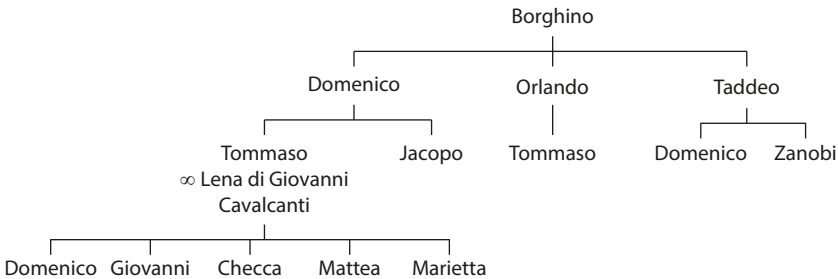 Borghino
Domenico Orlando Taddeo
Tommaso Jacopo Tommaso Domenico Zanobi
∞ Lena di Giovanni
Cavalcanti
Domenico Giovanni Checca Mattea Marietta